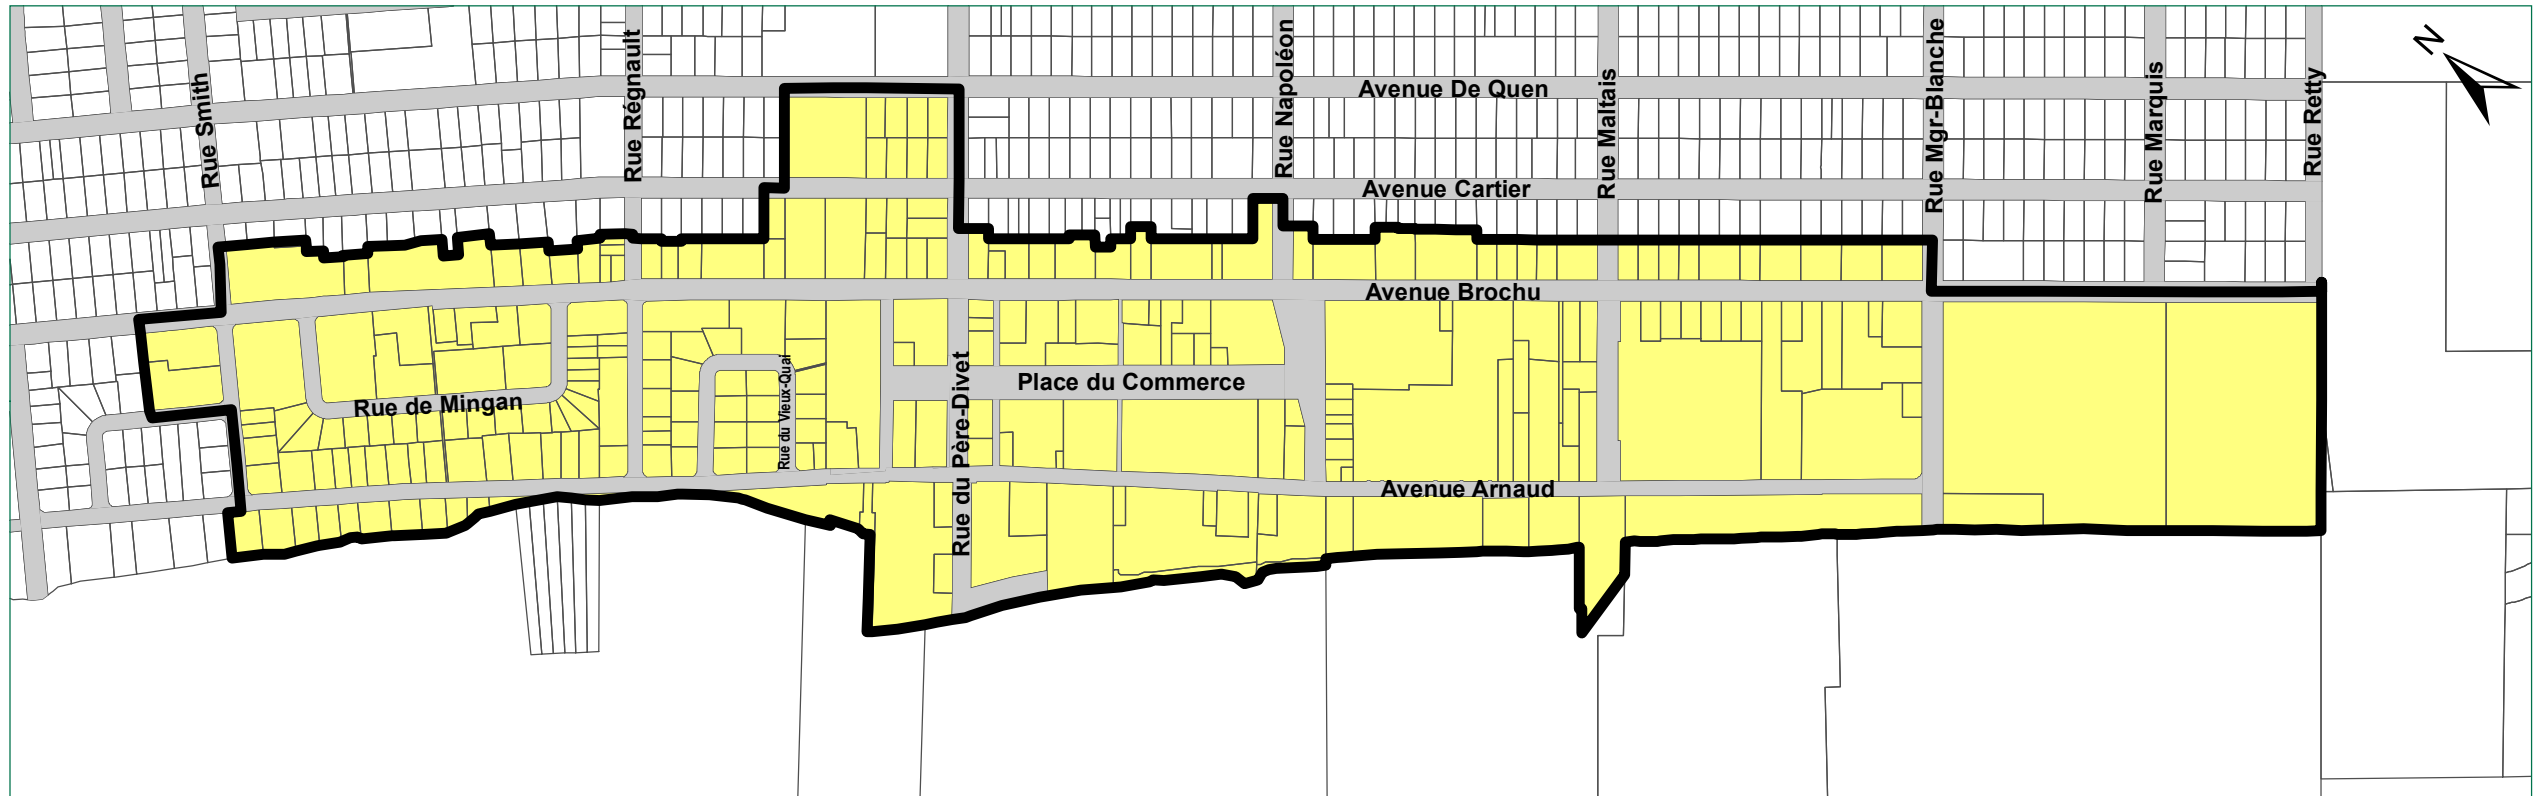 N
Rue Smith
Rue Régnault
Rue Napoléon
Rue Maltais
Rue Mgr-Blanche
Rue Marquis
Rue Retty
Avenue De Quen
Avenue Cartier
Avenue Brochu
Place du Commerce
Rue de Mingan
Rue du Vieux-Quai
Rue du Père-Divet
Avenue Arnaud